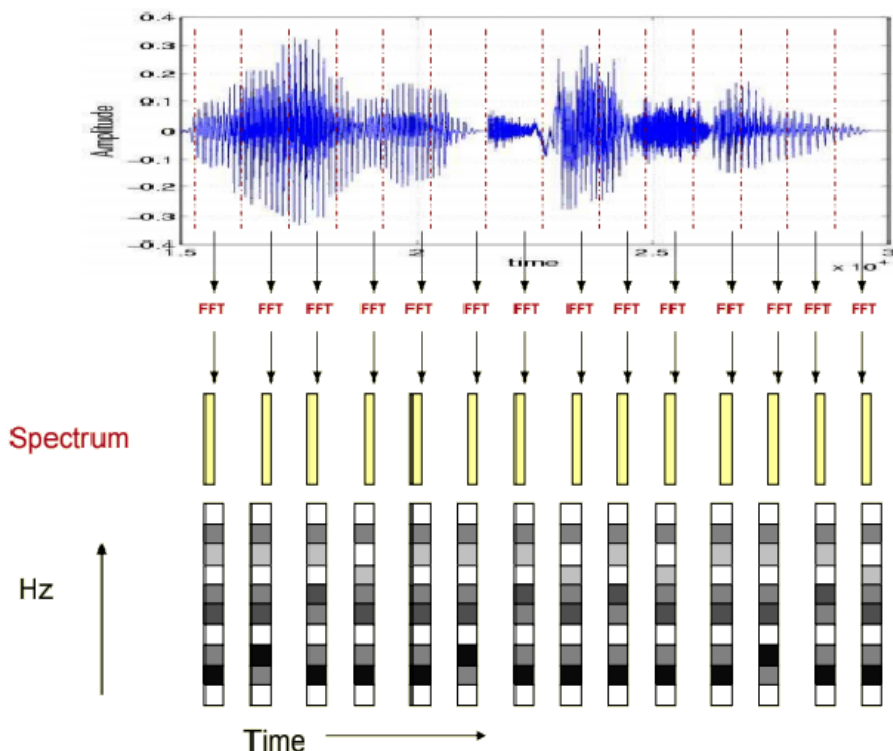 0.4
0.3
0.2
0.1
0
-0.1
-0.2
-0.3
-0.4
Amplitude
1.5 2 2.5 3
time
x 10
FFT FFT FFT FFT FFT FFT FFT FFT FFT FFT FFT FFT FFT FFT
Spectrum
Hz
Time